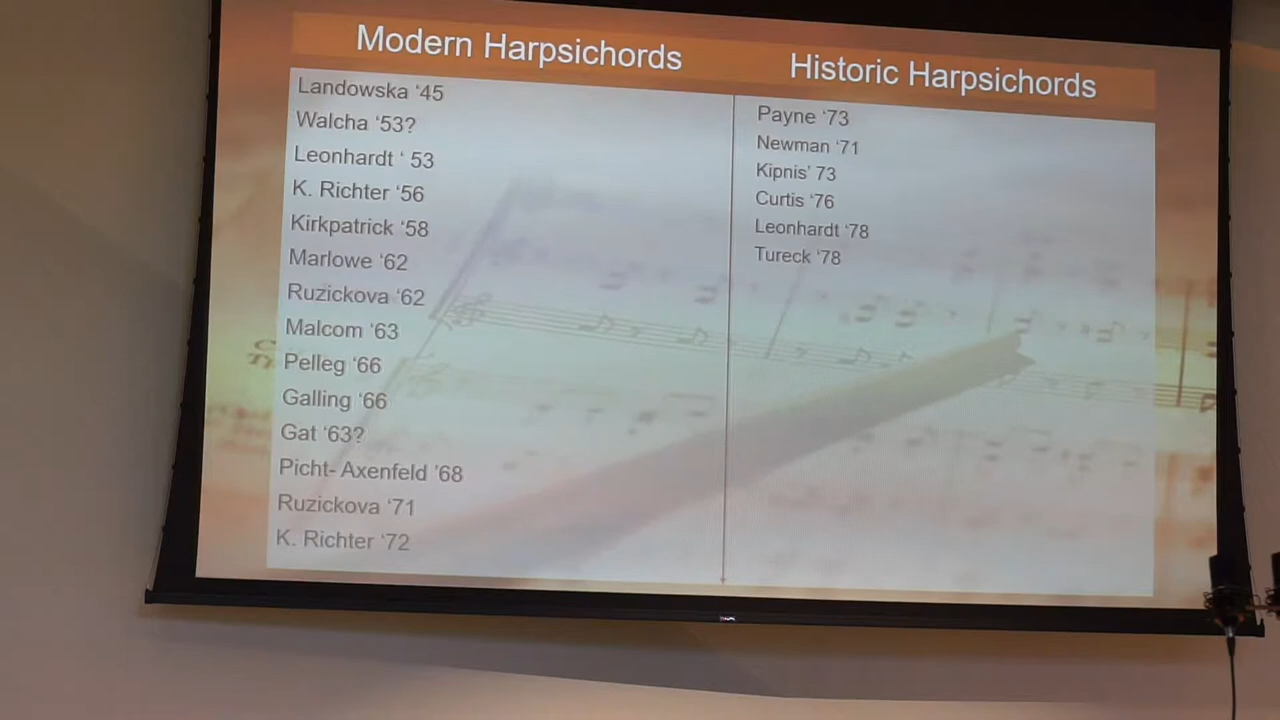 Modern Harpsichords
Landowska ‘45
Walcha ‘53?
Leonhardt ‘ 53
K. Richter ‘56
Kirkpatrick ‘58
Marlowe ‘62
Ruzickova ‘62
Malcom ‘63
Pelleg ‘66
Galling ‘66
Gat ‘63?
Picht- Axenfeld ’68
Ruzickova ‘71
K. Richter ‘72
Historic Harpsichords
Payne ‘73
Newman ‘71
Kipnis’ 73
Curtis ‘76
Leonhardt ‘78
Tureck ‘78